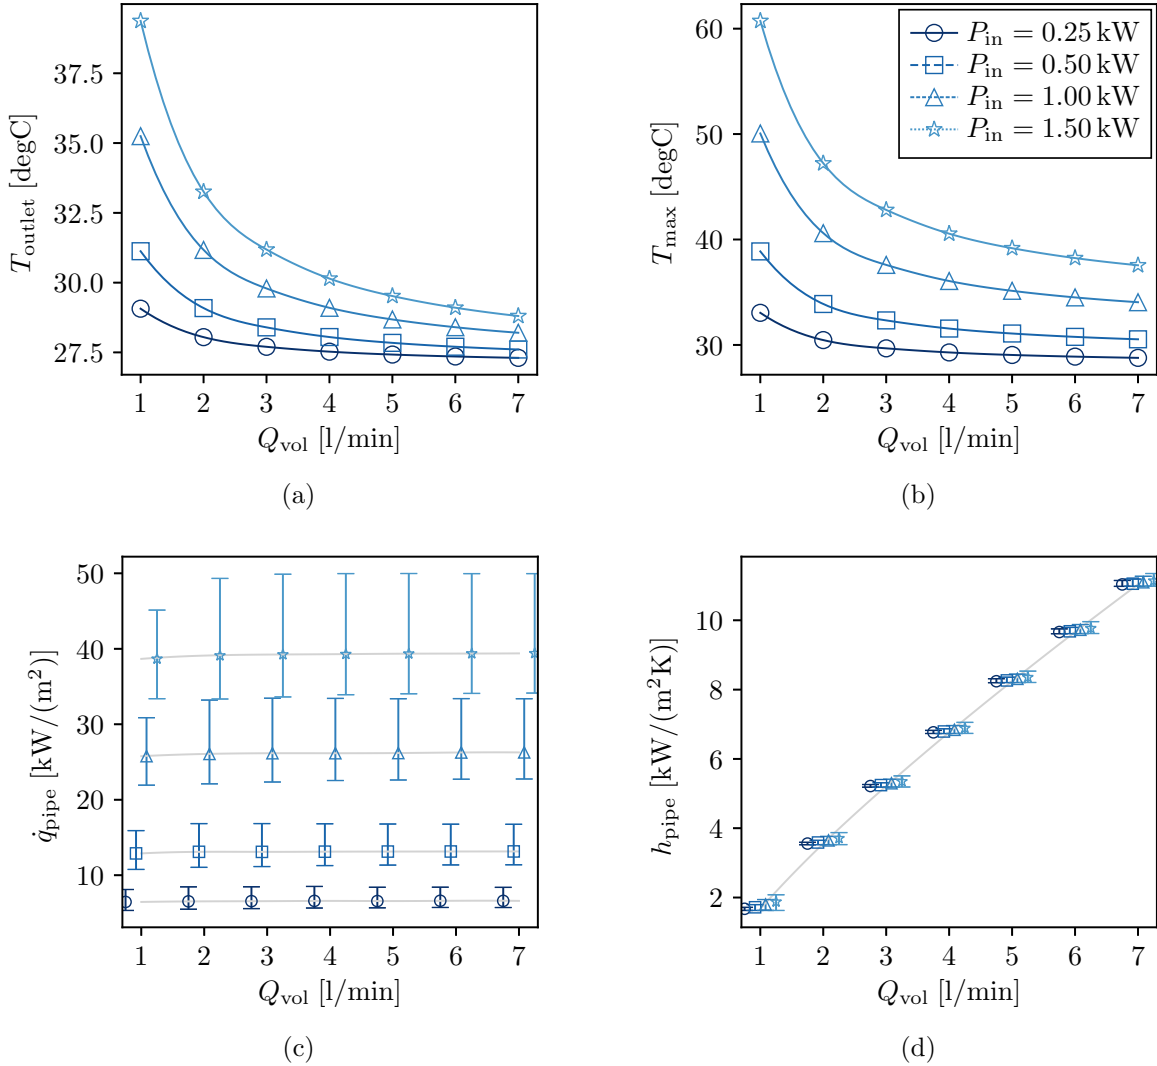 37.5
35.0
32.5
30.0
27.5
T_outlet [degC]
1 2 3 4 5 6 7
Q_vol [l/min]
(a)
60
50
40
30
T_max [degC]
P_in = 0.25 kW
P_in = 0.50 kW
P_in = 1.00 kW
P_in = 1.50 kW
1 2 3 4 5 6 7
Q_vol [l/min]
(b)
50
40
30
20
10
q̇_pipe [kW/(m²)]
1 2 3 4 5 6 7
Q_vol [l/min]
(c)
10
8
6
4
2
h_pipe [kW/(m²K)]
1 2 3 4 5 6 7
Q_vol [l/min]
(d)